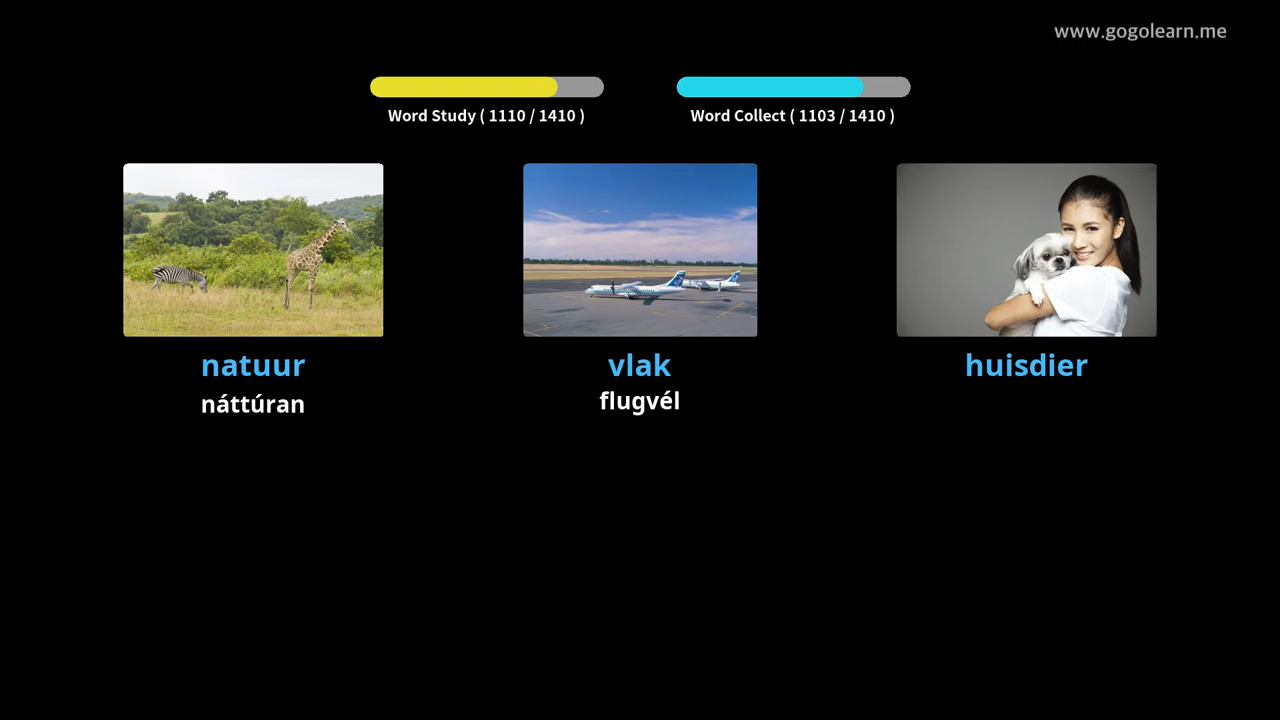 www.gogolearn.me
Word Study ( 1110 / 1410 )
Word Collect ( 1103 / 1410 )
natuur
vlak
huisdier
náttúran
flugvél